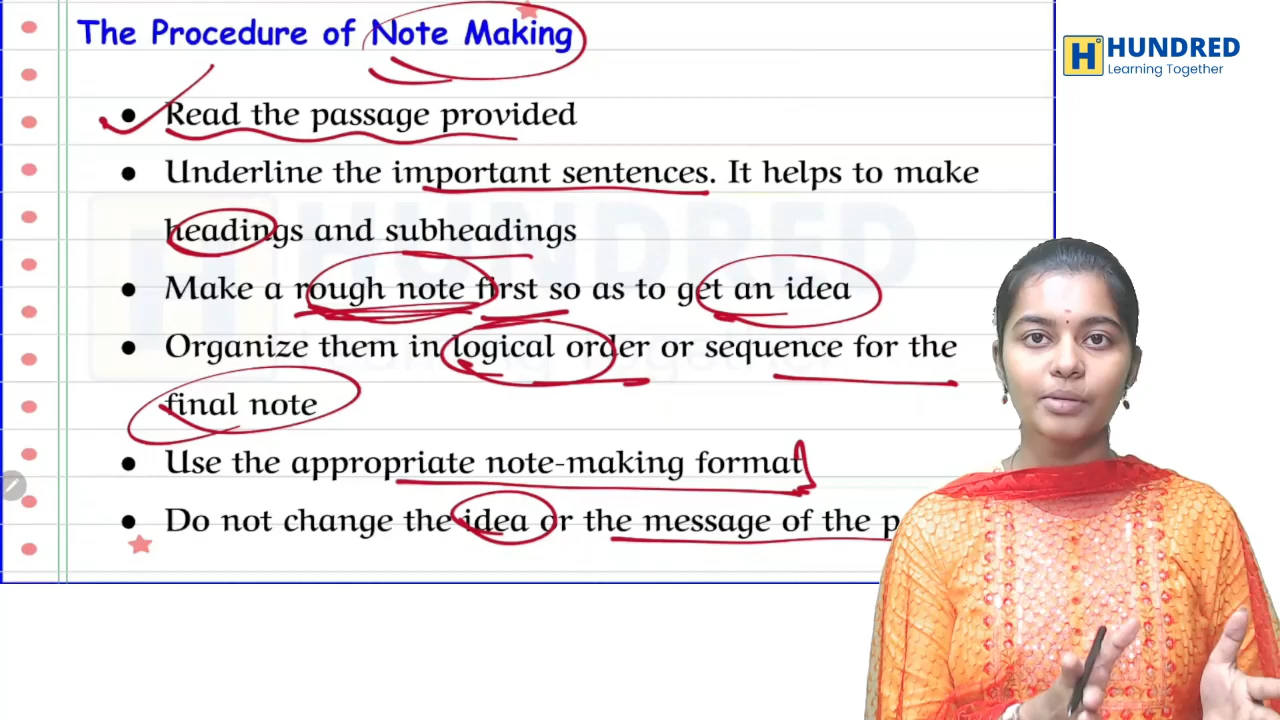 The Procedure of Note Making
HUNDRED
Learning Together
Read the passage provided
Underline the important sentences. It helps to make
headings and subheadings
Make a rough note first so as to get an idea
Organize them in logical order or sequence for the
final note
Use the appropriate note-making format
Do not change the idea or the message of the